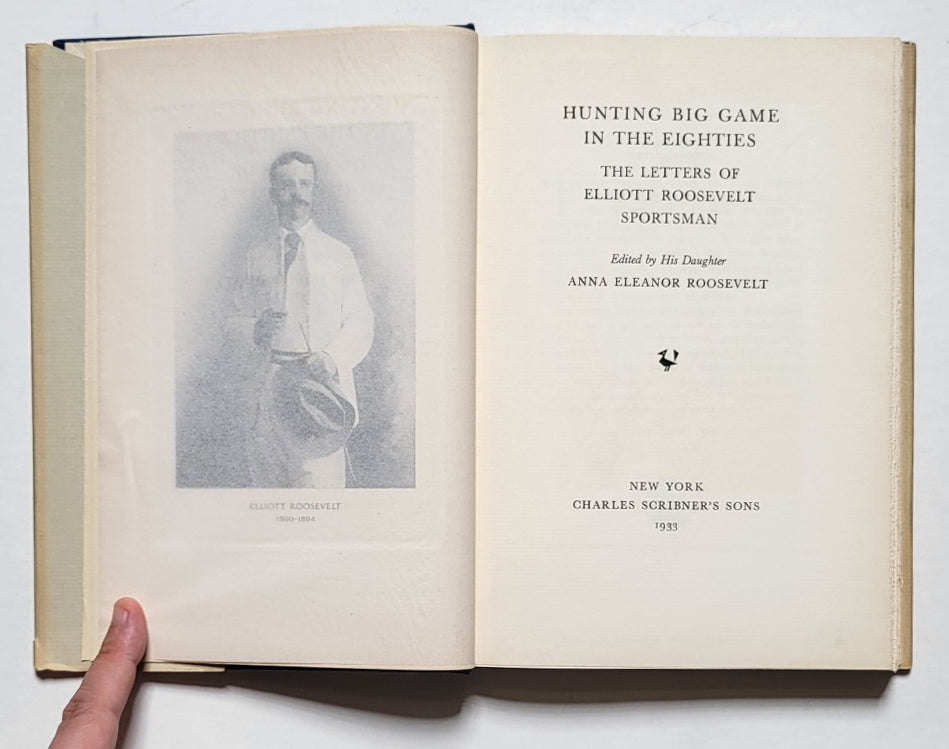 ELLIOTT ROOSEVELT
1860-1894
HUNTING BIG GAME
IN THE EIGHTIES
THE LETTERS OF
ELLIOTT ROOSEVELT
SPORTSMAN
Edited by His Daughter
ANNA ELEANOR ROOSEVELT
NEW YORK
CHARLES SCRIBNER'S SONS
1933